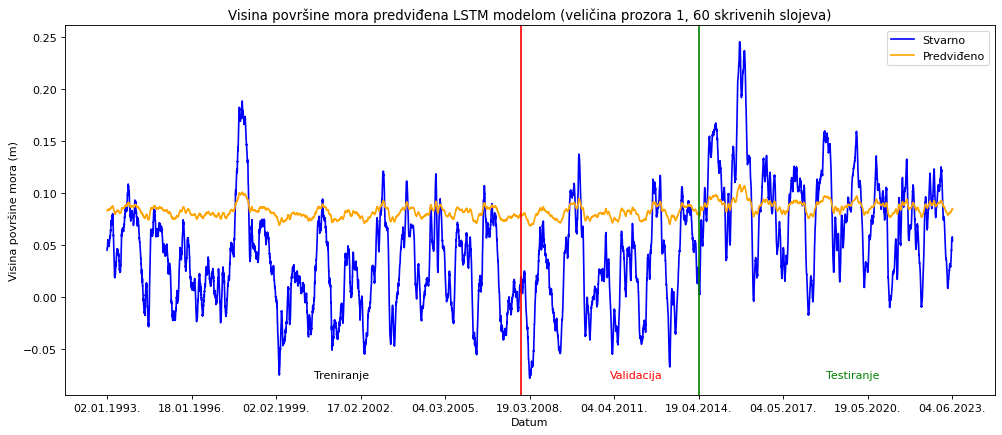 Visina površine mora predviđena LSTM modelom (veličina prozora 1, 60 skrivenih slojeva)
Stvarno
Predviđeno
Visina površine mora (m)
0.25
0.20
0.15
0.10
0.05
0.00
−0.05
Treniranje
Validacija
Testiranje
02.01.1993.
18.01.1996.
02.02.1999.
17.02.2002.
04.03.2005.
19.03.2008.
04.04.2011.
19.04.2014.
04.05.2017.
19.05.2020.
04.06.2023.
Datum